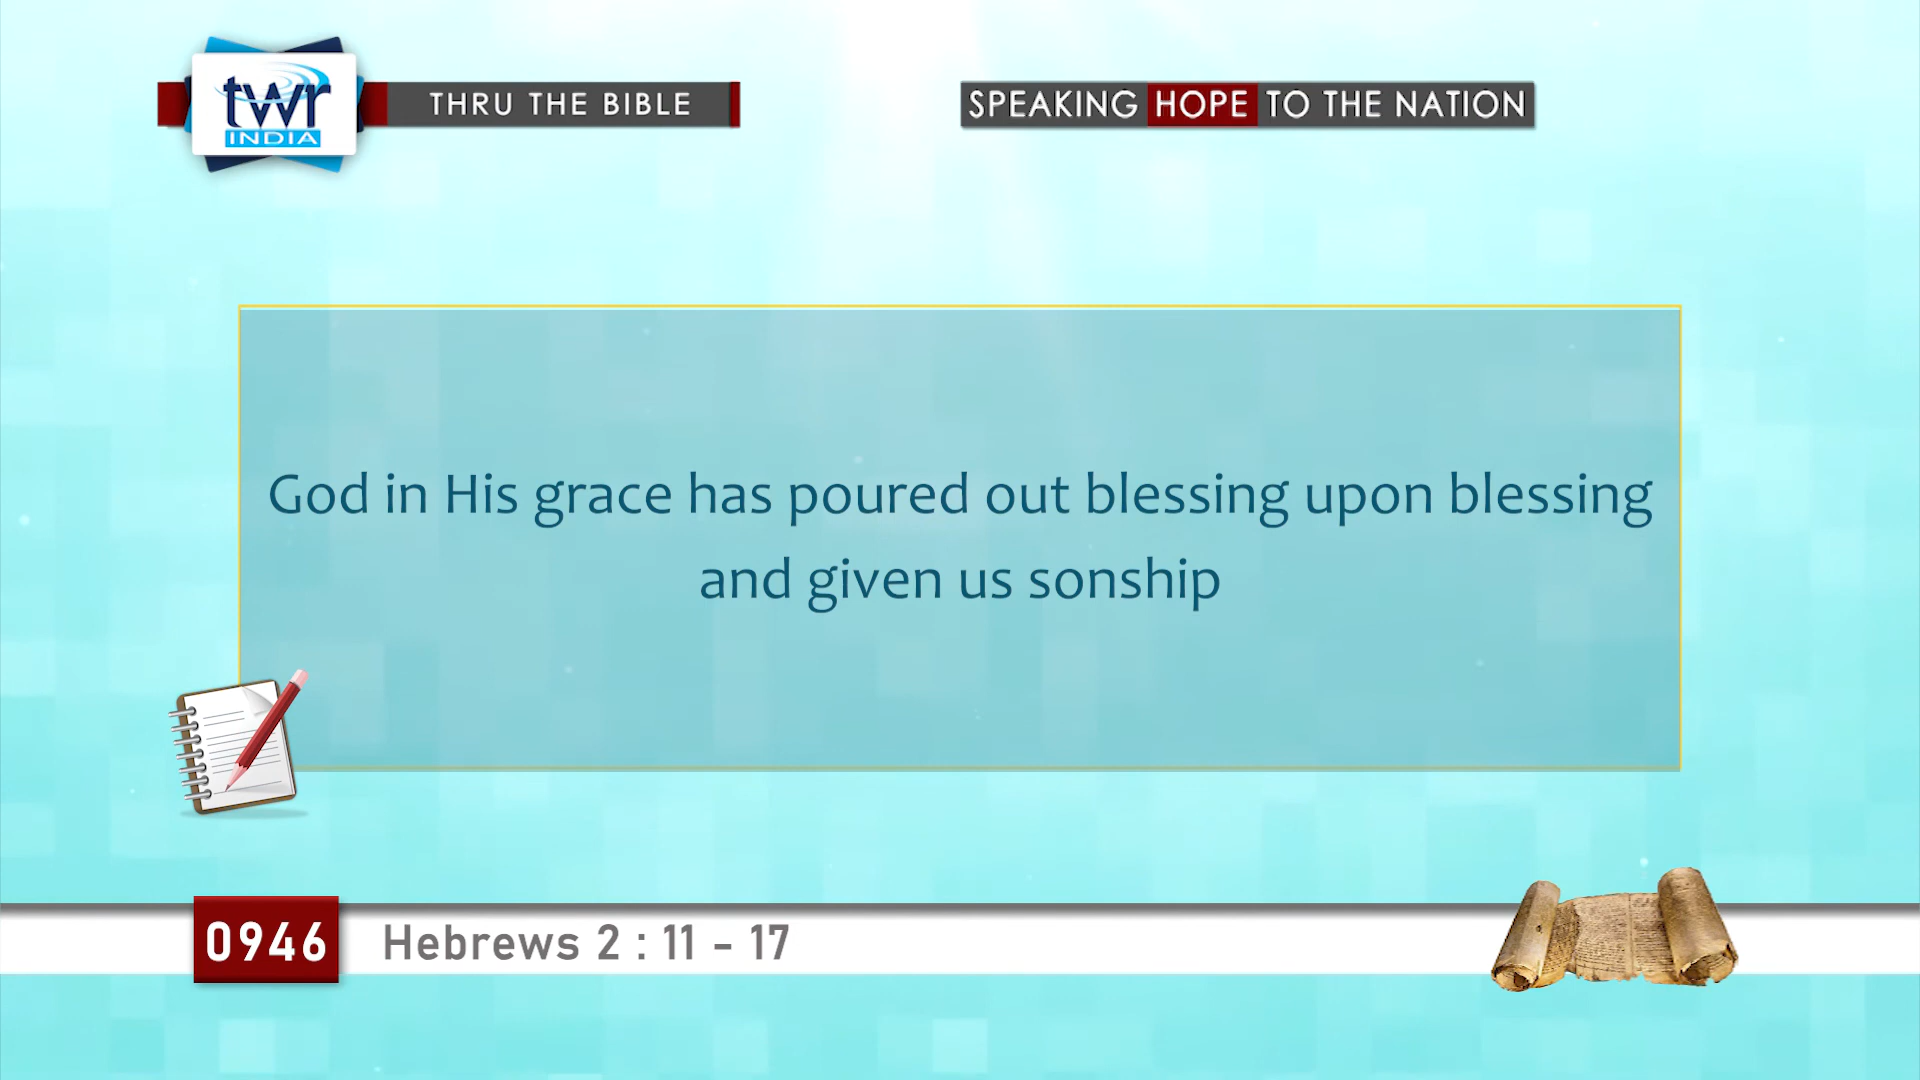 twr
INDIA
THRU THE BIBLE
SPEAKING HOPE TO THE NATION
God in His grace has poured out blessing upon blessing
and given us sonship
0946
Hebrews 2 : 11 - 17